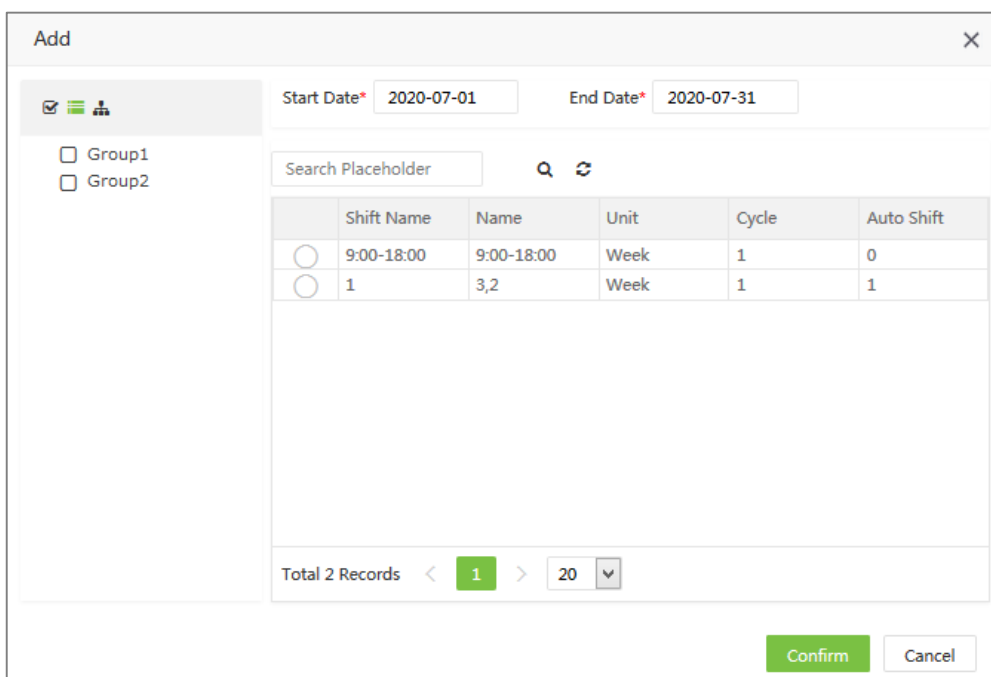 Add
Start Date* 2020-07-01 End Date* 2020-07-31
Group1
Group2
Search Placeholder
Shift Name Name Unit Cycle Auto Shift
9:00-18:00 9:00-18:00 Week 1 0
1 3,2 Week 1 1
Total 2 Records < 1 > 20
Confirm Cancel